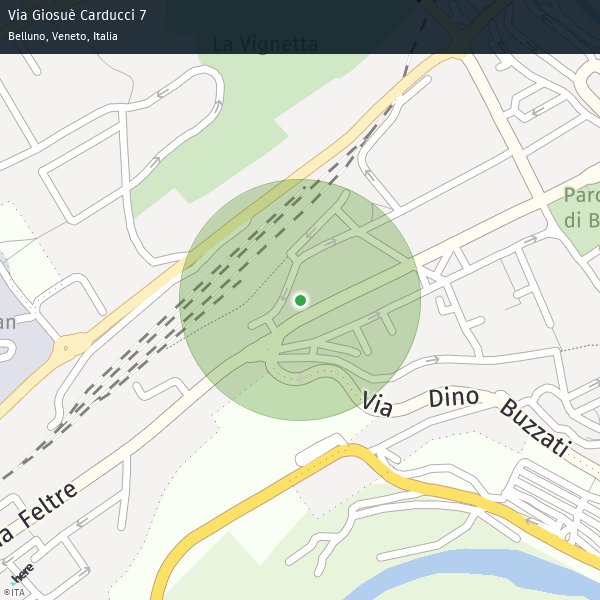 Via Giosuè Carducci 7
Belluno, Veneto, Italia
La Vignetta
Parc
di B
an
Via Dino Buzzati
a Feltre
here
©ITA